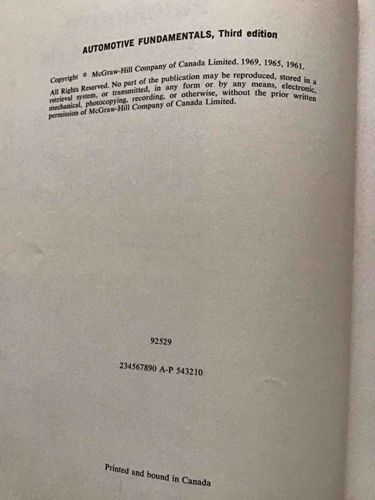 AUTOMOTIVE FUNDAMENTALS, Third edition
Copyright © McGraw-Hill Company of Canada Limited. 1969, 1965, 1961.
All Rights Reserved. No part of the publication may be reproduced, stored in a
retrieval system, or transmitted, in any form or by any means, electronic,
mechanical, photocopying, recording, or otherwise, without the prior written
permission of McGraw-Hill Company of Canada Limited.
92529
234567890 A-P 543210
Printed and bound in Canada